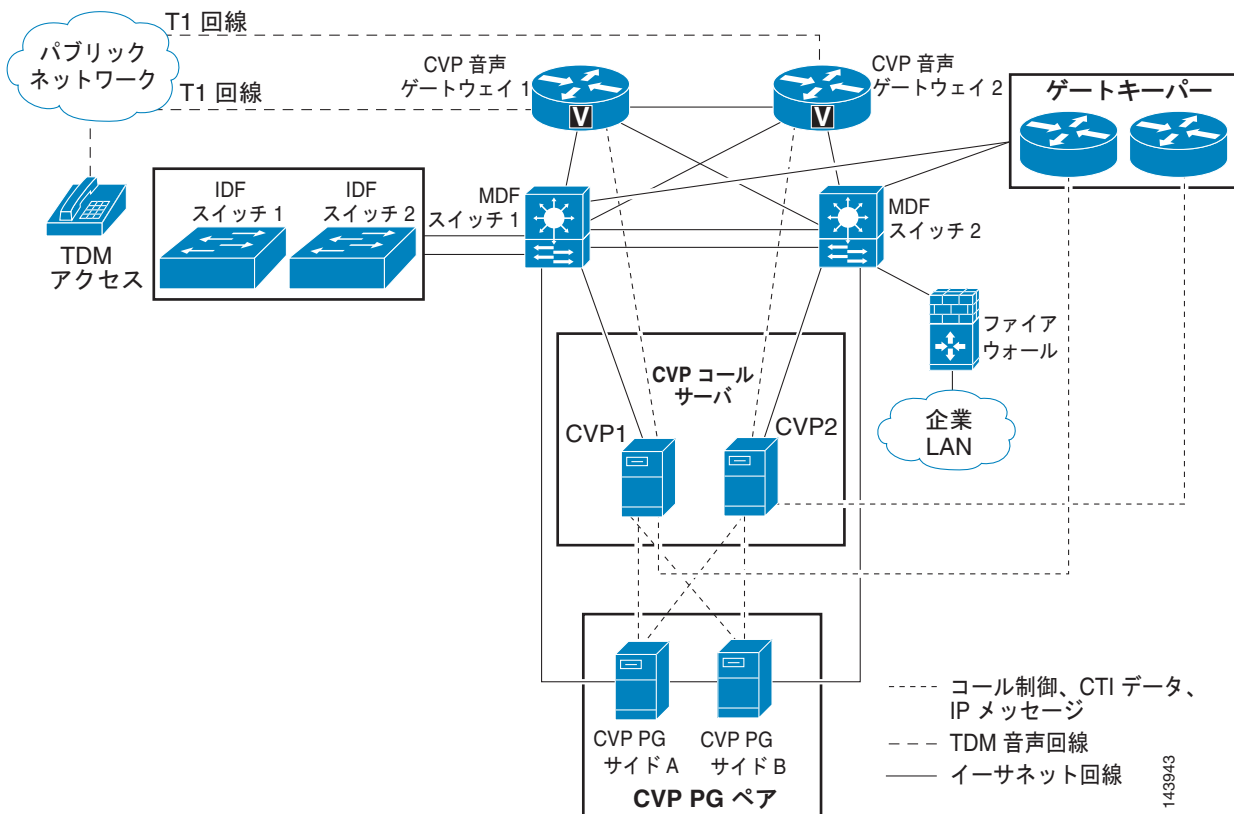 T1 回線
パブリック
ネットワーク
T1 回線
CVP 音声
ゲートウェイ 1
CVP 音声
ゲートウェイ 2
ゲートキーパー
V
V
TDM
アクセス
IDF
スイッチ 1
IDF
スイッチ 2
MDF
スイッチ 1
MDF
スイッチ 2
ファイア
ウォール
企業
LAN
CVP コール
サーバ
CVP1
CVP2
CVP PG
サイド A
CVP PG
サイド B
CVP PG ペア
コール制御、CTI データ、
IP メッセージ
TDM 音声回線
イーサネット回線
143943